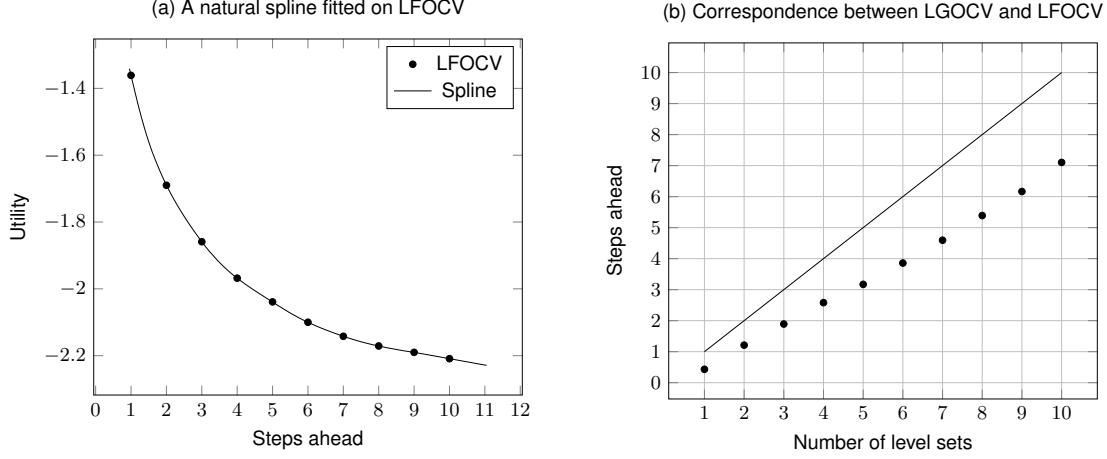 (a) A natural spline fitted on LFOCV
LFOCV
Spline
−1.4
−1.6
−1.8
−2
−2.2
Utility
0 1 2 3 4 5 6 7 8 9 10 11 12
Steps ahead
(b) Correspondence between LGOCV and LFOCV
10
9
8
7
6
5
4
3
2
1
0
Steps ahead
1 2 3 4 5 6 7 8 9 10
Number of level sets